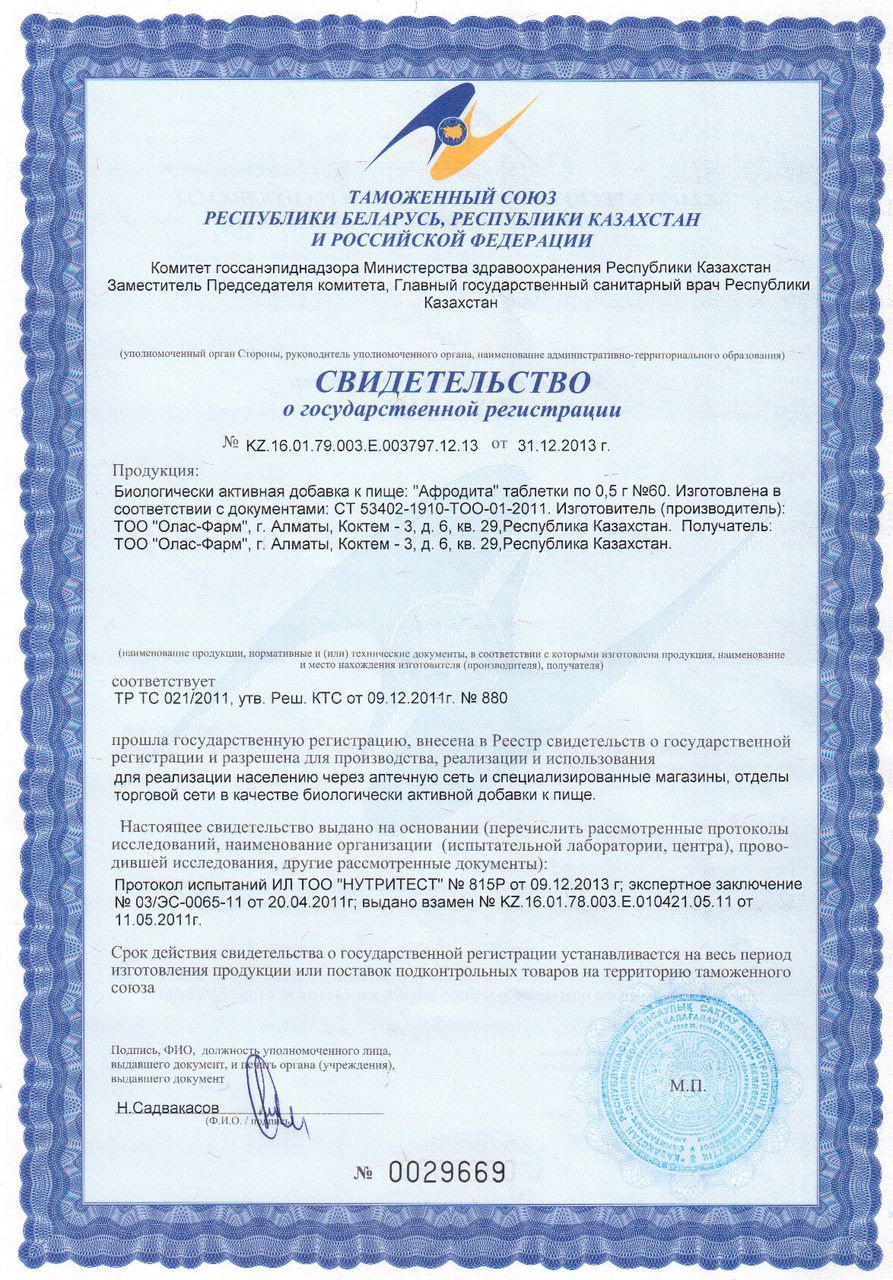 ТАМОЖЕННЫЙ СОЮЗ
РЕСПУБЛИКИ БЕЛАРУСЬ, РЕСПУБЛИКИ КАЗАХСТАН
И РОССИЙСКОЙ ФЕДЕРАЦИИ
Комитет госсанэпиднадзора Министерства здравоохранения Республики Казахстан
Заместитель Председателя комитета, Главный государственный санитарный врач Республики
Казахстан
(уполномоченный орган Стороны, руководитель уполномоченного органа, наименование административно-территориального образования)
СВИДЕТЕЛЬСТВО
о государственной регистрации
№ KZ.16.01.79.003.E.003797.12.13 от 31.12.2013 г.
Продукция:
Биологически активная добавка к пище: "Афродита" таблетки по 0,5 г №60. Изготовлена в
соответствии с документами: СТ 53402-1910-ТОО-01-2011. Изготовитель (производитель):
ТОО "Олас-Фарм", г. Алматы, Коктем - 3, д. 6, кв. 29,Республика Казахстан. Получатель:
ТОО "Олас-Фарм", г. Алматы, Коктем - 3, д. 6, кв. 29,Республика Казахстан.
(наименование продукции, нормативные и (или) технические документы, в соответствии с которыми изготовлена продукция, наименование
и место нахождения изготовителя (производителя), получателя)
соответствует
ТР ТС 021/2011, утв. Реш. КТС от 09.12.2011г. № 880
прошла государственную регистрацию, внесена в Реестр свидетельств о государственной
регистрации и разрешена для производства, реализации и использования
для реализации населению через аптечную сеть и специализированные магазины, отделы
торговой сети в качестве биологически активной добавки к пище.
Настоящее свидетельство выдано на основании (перечислить рассмотренные протоколы
исследований, наименование организации (испытательной лаборатории, центра), прово-
дившей исследования, другие рассмотренные документы):
Протокол испытаний ИЛ ТОО "НУТРИТЕСТ" № 815Р от 09.12.2013 г; экспертное заключение
№ 03/ЭС-0065-11 от 20.04.2011г; выдано взамен № KZ.16.01.78.003.E.010421.05.11 от
11.05.2011г.
Срок действия свидетельства о государственной регистрации устанавливается на весь период
изготовления продукции или поставок подконтрольных товаров на территорию таможенного
союза
Подпись, ФИО, должность уполномоченного лица,
выдавшего документ, и печать органа (учреждения),
выдавшего документ
Н.Садвакасов
(Ф.И.О. / подпись)
М.П.
№ 0029669